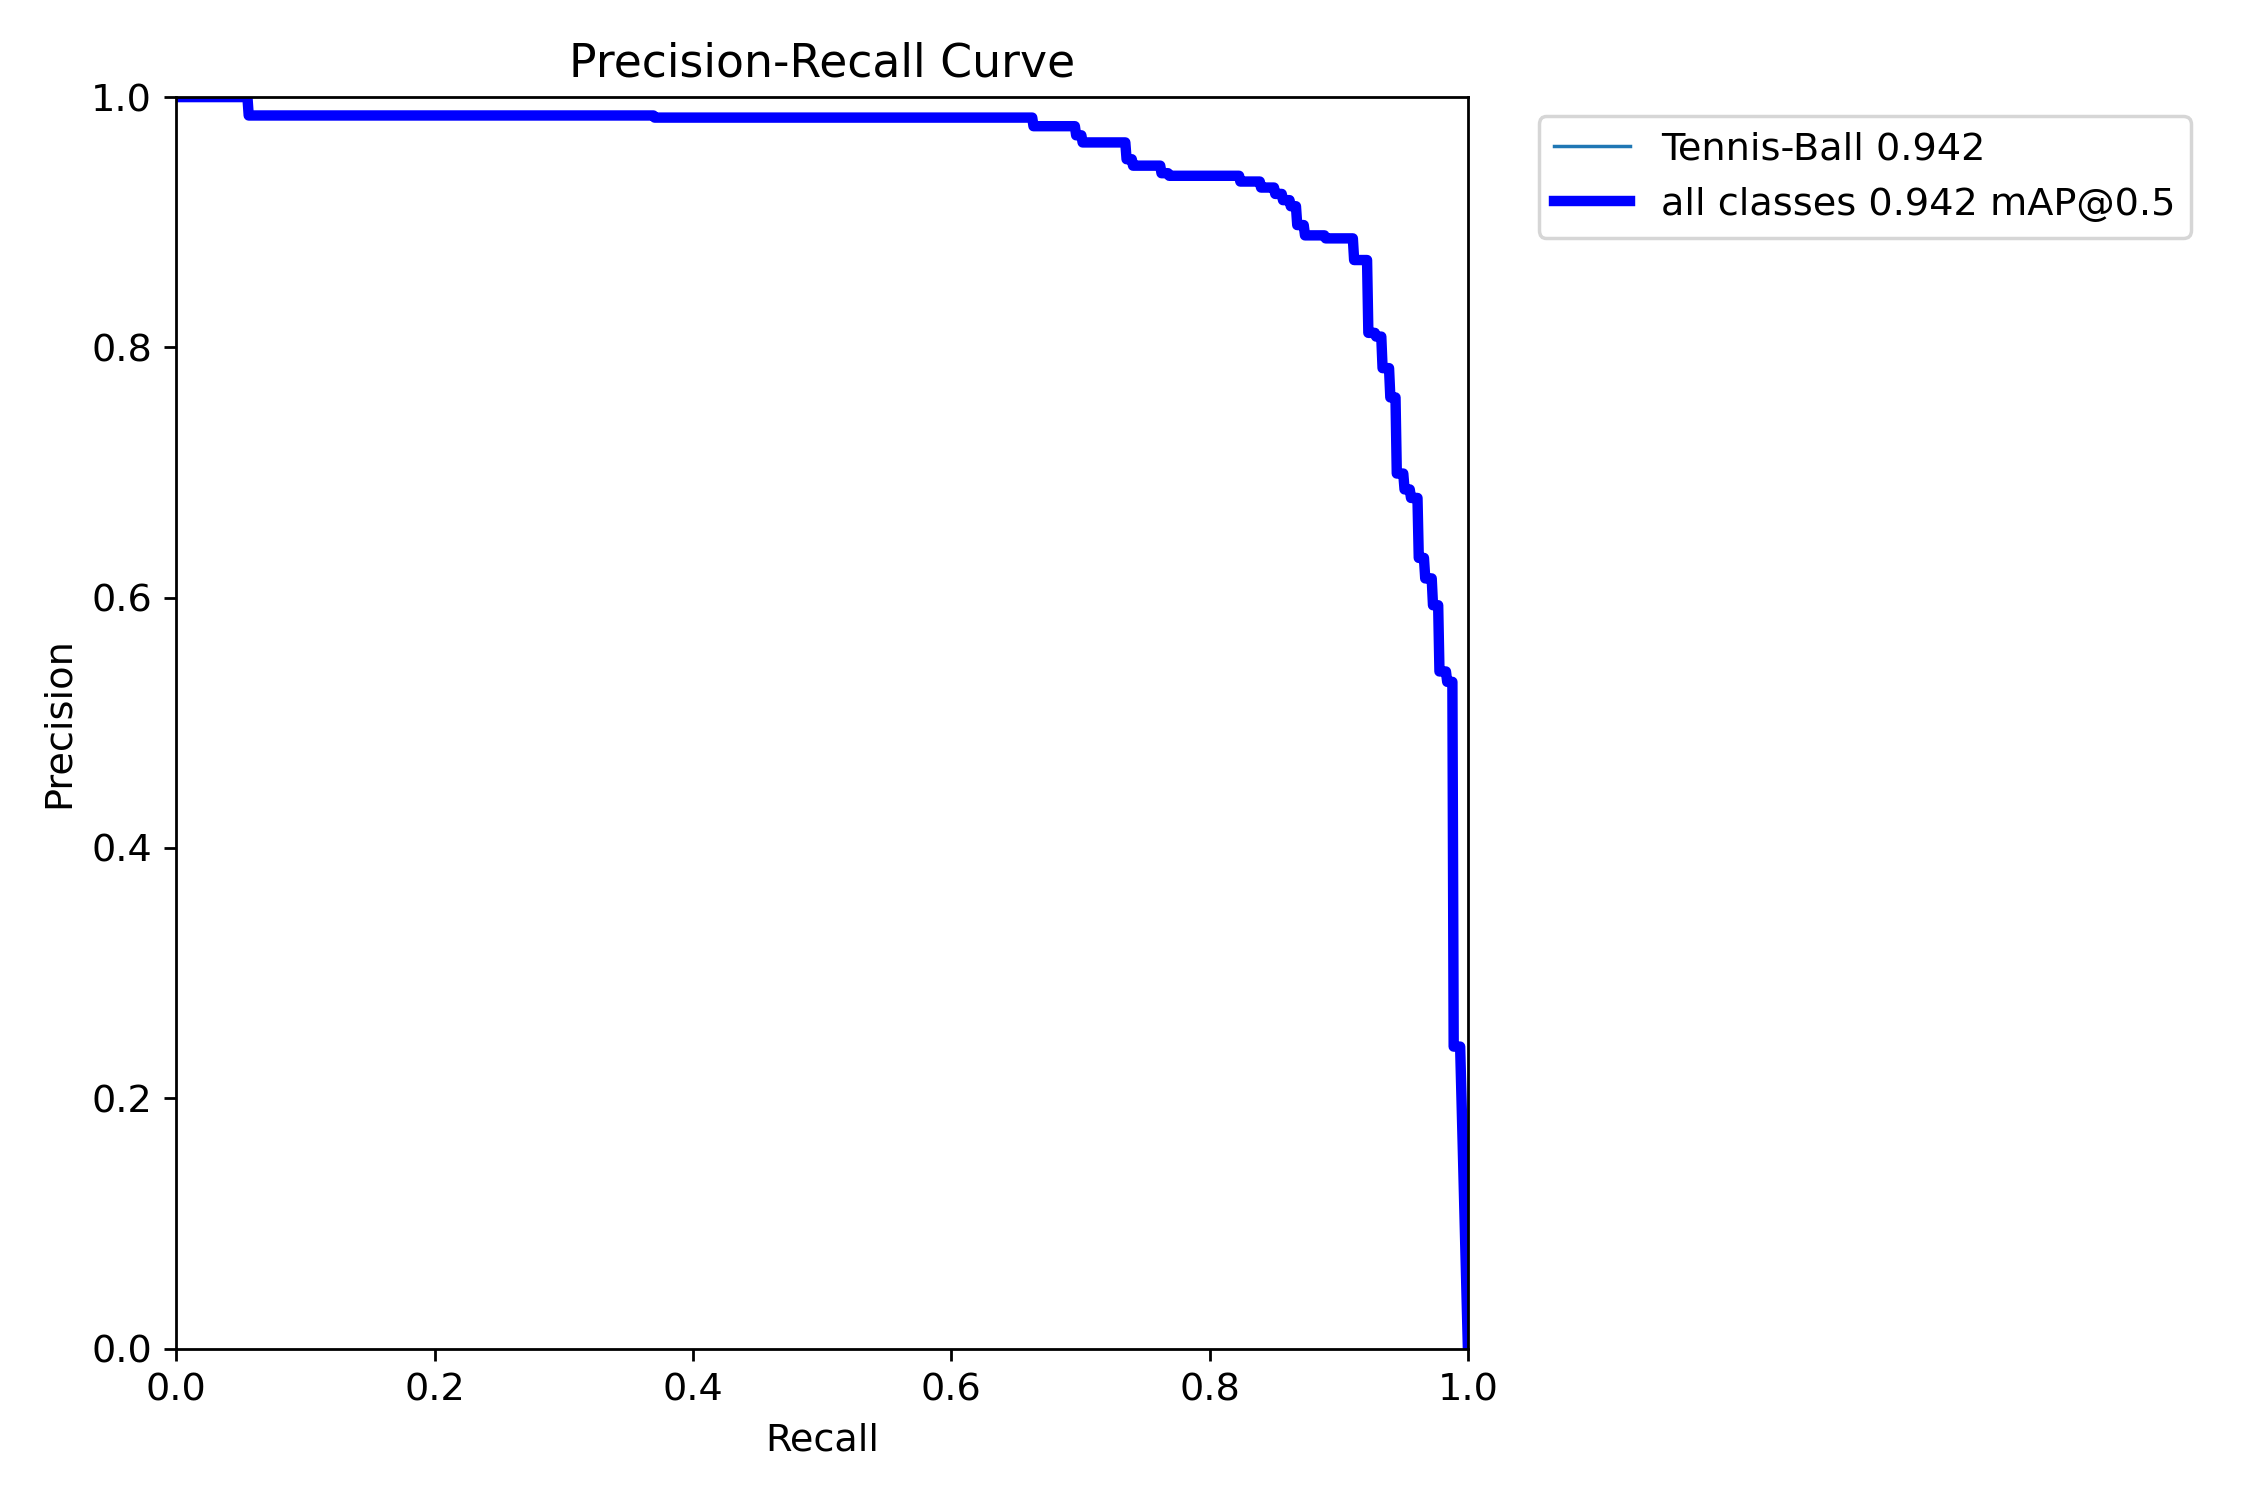 Precision-Recall Curve
Tennis-Ball 0.942
all classes 0.942 mAP@0.5
Precision
1.0
0.8
0.6
0.4
0.2
0.0
0.0 0.2 0.4 0.6 0.8 1.0
Recall